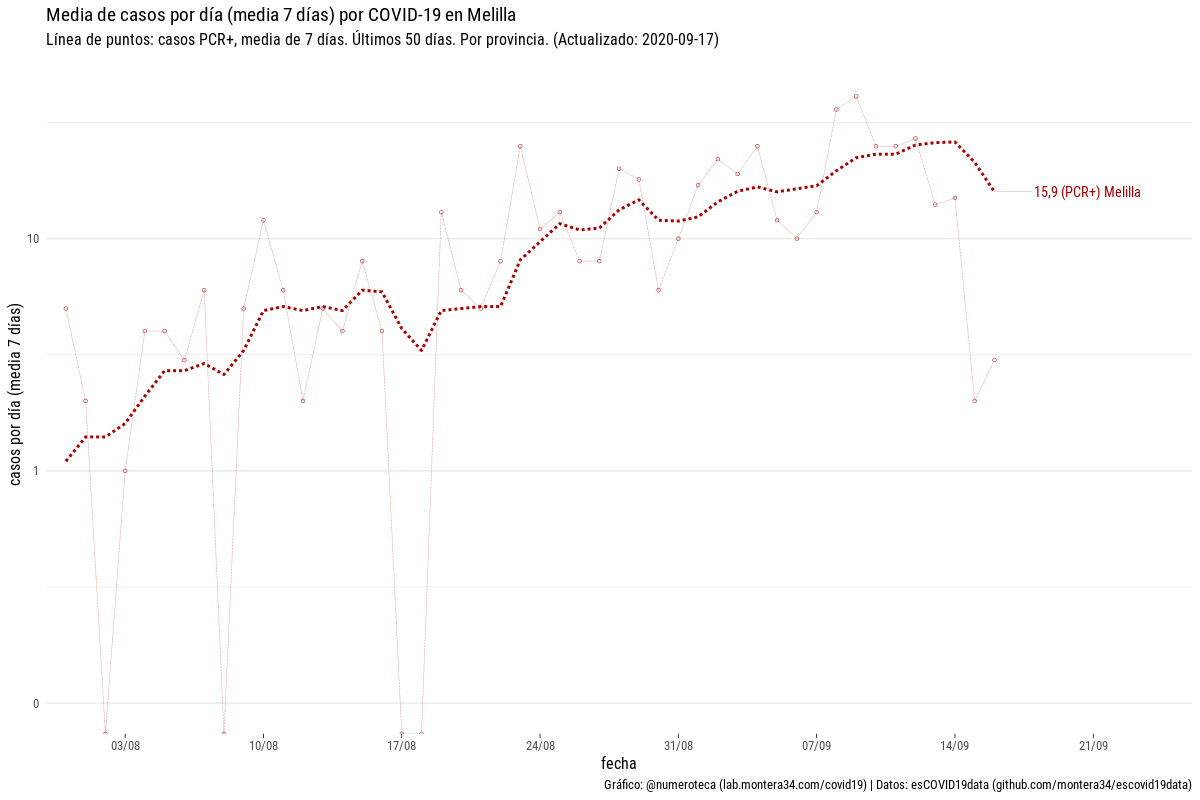 Media de casos por día (media 7 días) por COVID-19 en Melilla
Línea de puntos: casos PCR+, media de 7 días. Últimos 50 días. Por provincia. (Actualizado: 2020-09-17)
15,9 (PCR+) Melilla
10
1
0
casos por día (media 7 días)
03/08 10/08 17/08 24/08 31/08 07/09 14/09 21/09
fecha
Gráfico: @numeroteca (lab.montera34.com/covid19) | Datos: esCOVID19data (github.com/montera34/escovid19data)